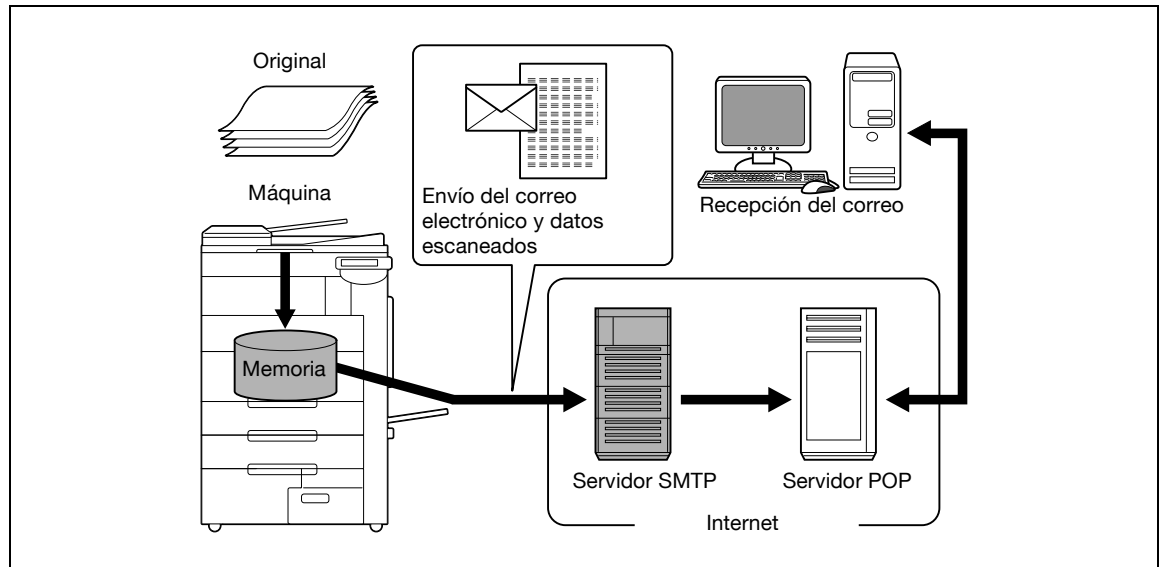 Original
Máquina
Memoria
Envío del correo
electrónico y datos
escaneados
Recepción del correo
Servidor SMTP
Servidor POP
Internet